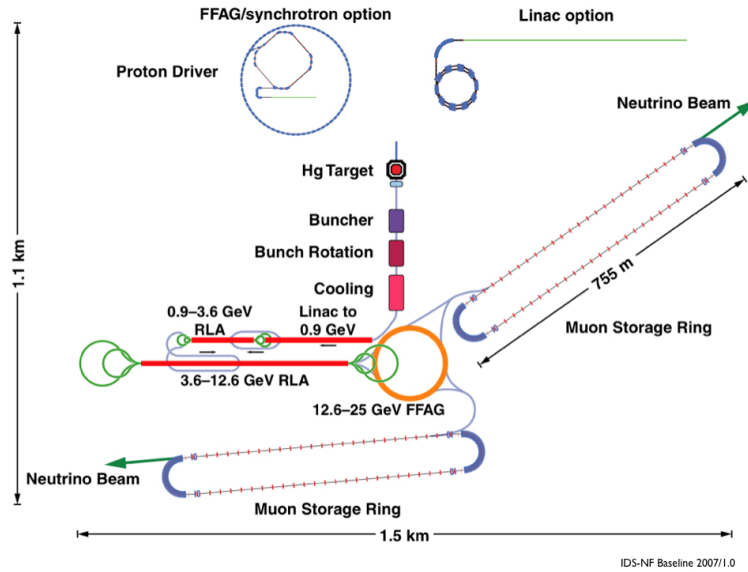 FFAG/synchrotron option
Linac option
Proton Driver
Neutrino Beam
Hg Target
Buncher
Bunch Rotation
Cooling
1.1 km
755 m
0.9–3.6 GeV
RLA
Linac to
0.9 GeV
Muon Storage Ring
3.6–12.6 GeV RLA
12.6–25 GeV FFAG
Neutrino Beam
Muon Storage Ring
1.5 km
IDS-NF Baseline 2007/1.0